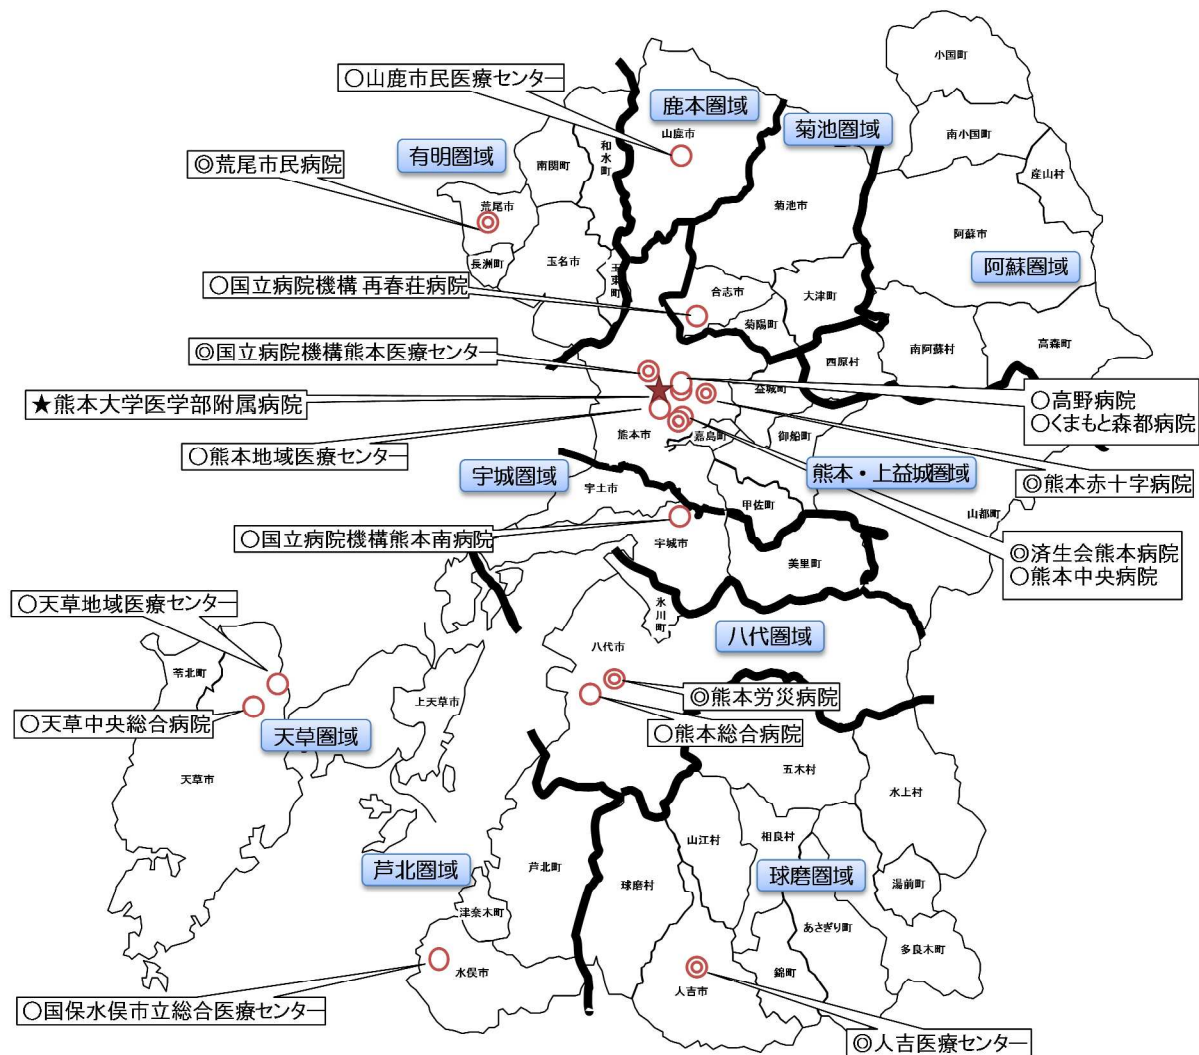 小国町
○山鹿市民医療センター
鹿本圏域
菊池圏域
南小国町
山鹿市
和水町
有明圏域
南関町
◎荒尾市民病院
産山村
荒尾市
菊池市
阿蘇市
長洲町
玉名市
玉東町
阿蘇圏域
○国立病院機構 再春荘病院
合志市
大津町
菊陽町
高森町
◎国立病院機構熊本医療センター
西原村
南阿蘇村
益城町
★熊本大学医学部附属病院
○高野病院
○くまもと森都病院
熊本市
嘉島町
御船町
○熊本地域医療センター
宇城圏域
熊本・上益城圏域
◎熊本赤十字病院
宇土市
甲佐町
山都町
○国立病院機構熊本南病院
宇城市
美里町
◎済生会熊本病院
○熊本中央病院
○天草地域医療センター
氷川町
八代圏域
八代市
苓北町
上天草市
◎熊本労災病院
○天草中央総合病院
○熊本総合病院
天草圏域
天草市
五木村
水上村
山江村
相良村
芦北圏域
芦北町
球磨村
球磨圏域
湯前町
津奈木町
あさぎり町
多良木町
水俣市
錦町
人吉市
○国保水俣市立総合医療センター
◎人吉医療センター